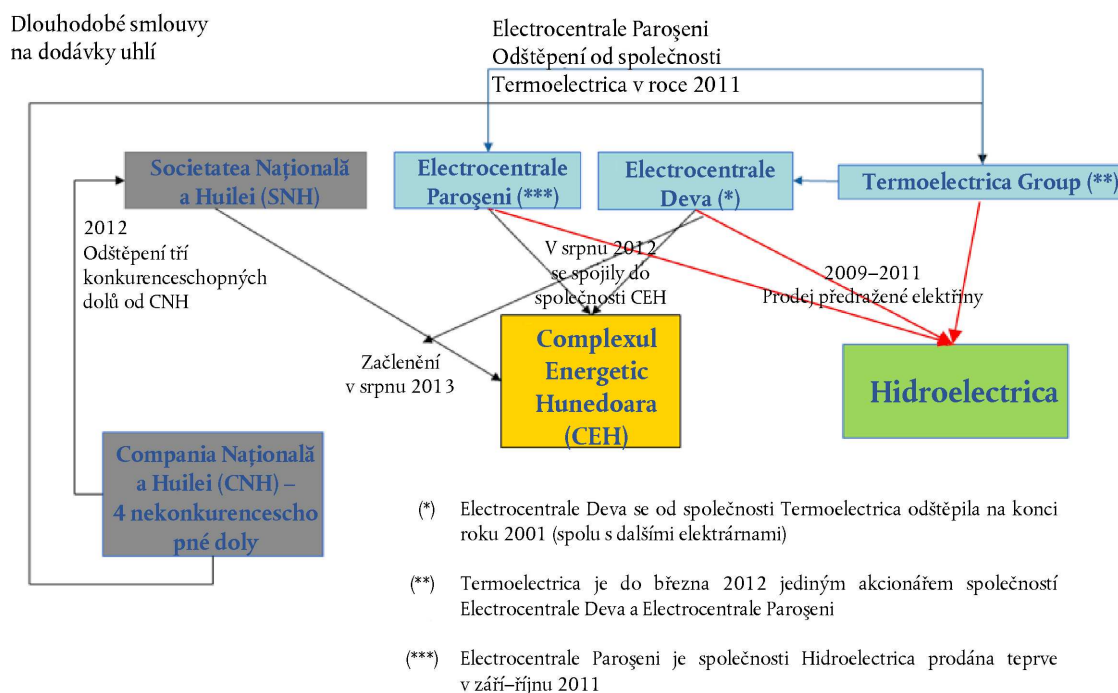 Dlouhodobé smlouvy
na dodávky uhlí
Electrocentrale Paroşeni
Odštěpení od společnosti
Termoelectrica v roce 2011
Societatea Naţională
a Huilei (SNH)
Electrocentrale
Paroşeni (***)
Electrocentrale
Deva (*)
Termoelectrica Group (**)
2012
Odštěpení tří
konkurenceschopných
dolů od CNH
V srpnu 2012
se spojily do
společnosti CEH
2009–2011
Prodej předražené elektřiny
Začlenění
v srpnu 2013
Complexul
Energetic
Hunedoara
(CEH)
Hidroelectrica
Compania Naţională
a Huilei (CNH) –
4 nekonkurencescho
pné doly
(*) Electrocentrale Deva se od společnosti Termoelectrica odštěpila na konci
roku 2001 (spolu s dalšími elektrárnami)
(**) Termoelectrica je do března 2012 jediným akcionářem společností
Electrocentrale Deva a Electrocentrale Paroşeni
(***) Electrocentrale Paroşeni je společnosti Hidroelectrica prodána teprve
v září–říjnu 2011